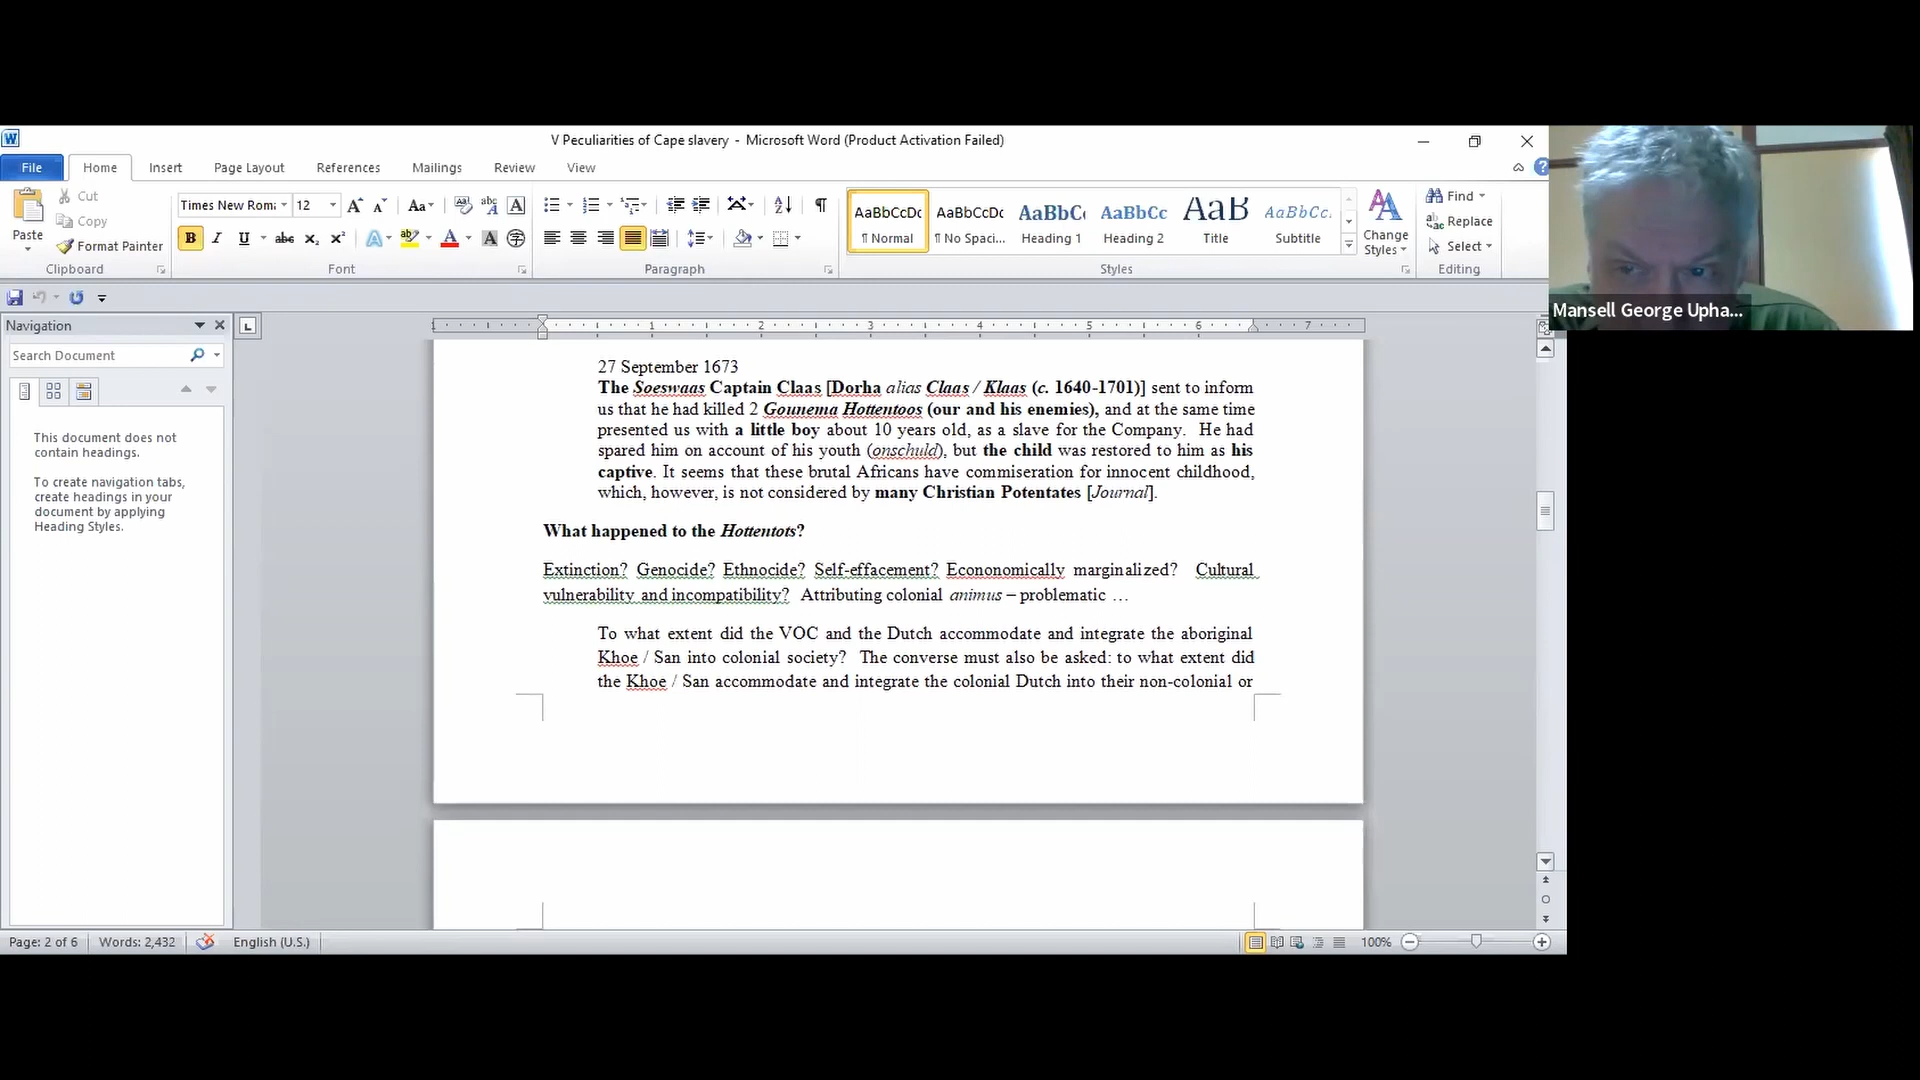 V Peculiarities of Cape slavery - Microsoft Word (Product Activation Failed)
File Home Insert Page Layout References Mailings Review View
Paste
Cut
Copy
Format Painter
Clipboard
Times New Roma 12
Font
Paragraph
AaBbCcDc AaBbCcDc AaBbCc AaBbCc AaB AaBbCc.
¶ Normal ¶ No Spaci... Heading 1 Heading 2 Title Subtitle
Change Styles
Styles
Find
Replace
Select
Editing
Mansell George Upha...
Navigation
Search Document
This document does not
contain headings.
To create navigation tabs,
create headings in your
document by applying
Heading Styles.
1 1 2 3 4 5 6 7
27 September 1673
The Soeswaas Captain Claas [Dorha alias Claas / Klaas (c. 1640-1701)] sent to inform
us that he had killed 2 Gounema Hottentoos (our and his enemies), and at the same time
presented us with a little boy about 10 years old, as a slave for the Company. He had
spared him on account of his youth (onschuld), but the child was restored to him as his
captive. It seems that these brutal Africans have commiseration for innocent childhood,
which, however, is not considered by many Christian Potentates [Journal].
What happened to the Hottentots?
Extinction? Genocide? Ethnocide? Self-effacement? Econonomically marginalized? Cultural
vulnerability and incompatibility? Attributing colonial animus – problematic …
To what extent did the VOC and the Dutch accommodate and integrate the aboriginal
Khoe / San into colonial society? The converse must also be asked: to what extent did
the Khoe / San accommodate and integrate the colonial Dutch into their non-colonial or
Page: 2 of 6 Words: 2,432 English (U.S.) 100%